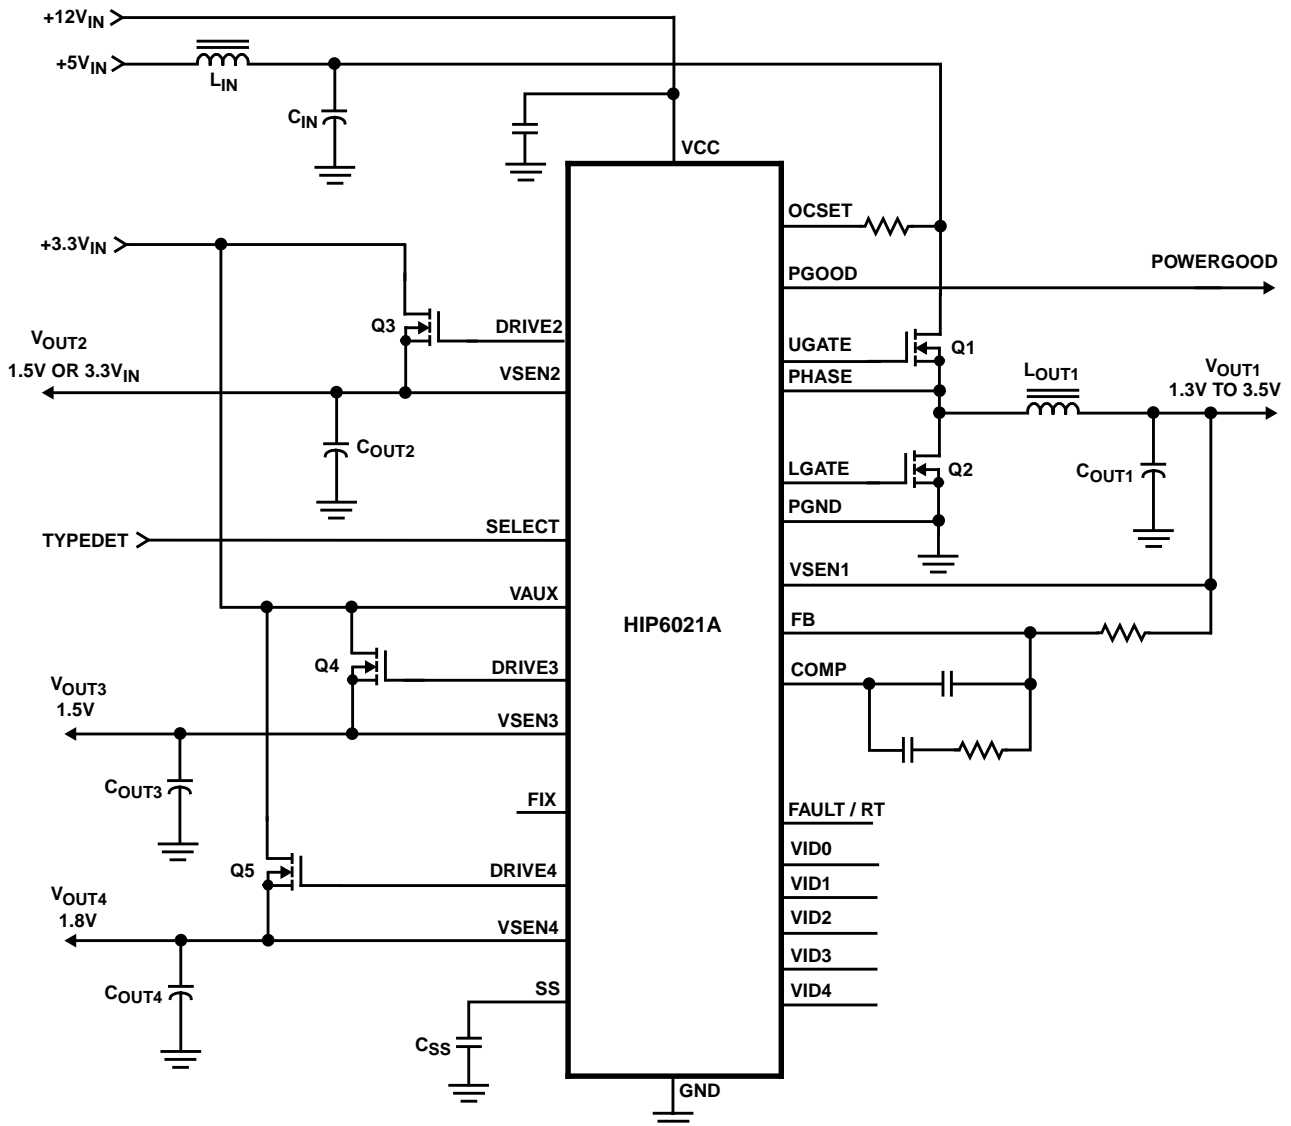 +12VIN
+5VIN
LIN
CIN
VCC
OCSET
+3.3VIN
PGOOD
POWERGOOD
Q3
DRIVE2
VOUT2
1.5V OR 3.3VIN
VSEN2
UGATE
Q1
PHASE
LOUT1
VOUT1
1.3V TO 3.5V
COUT2
LGATE
Q2
COUT1
PGND
SELECT
TYPEDET
VSEN1
VAUX
HIP6021A
FB
Q4
DRIVE3
COMP
VOUT3
1.5V
VSEN3
COUT3
FIX
FAULT / RT
VID0
Q5
DRIVE4
VID1
VOUT4
1.8V
VSEN4
VID2
VID3
COUT4
SS
VID4
CSS
GND